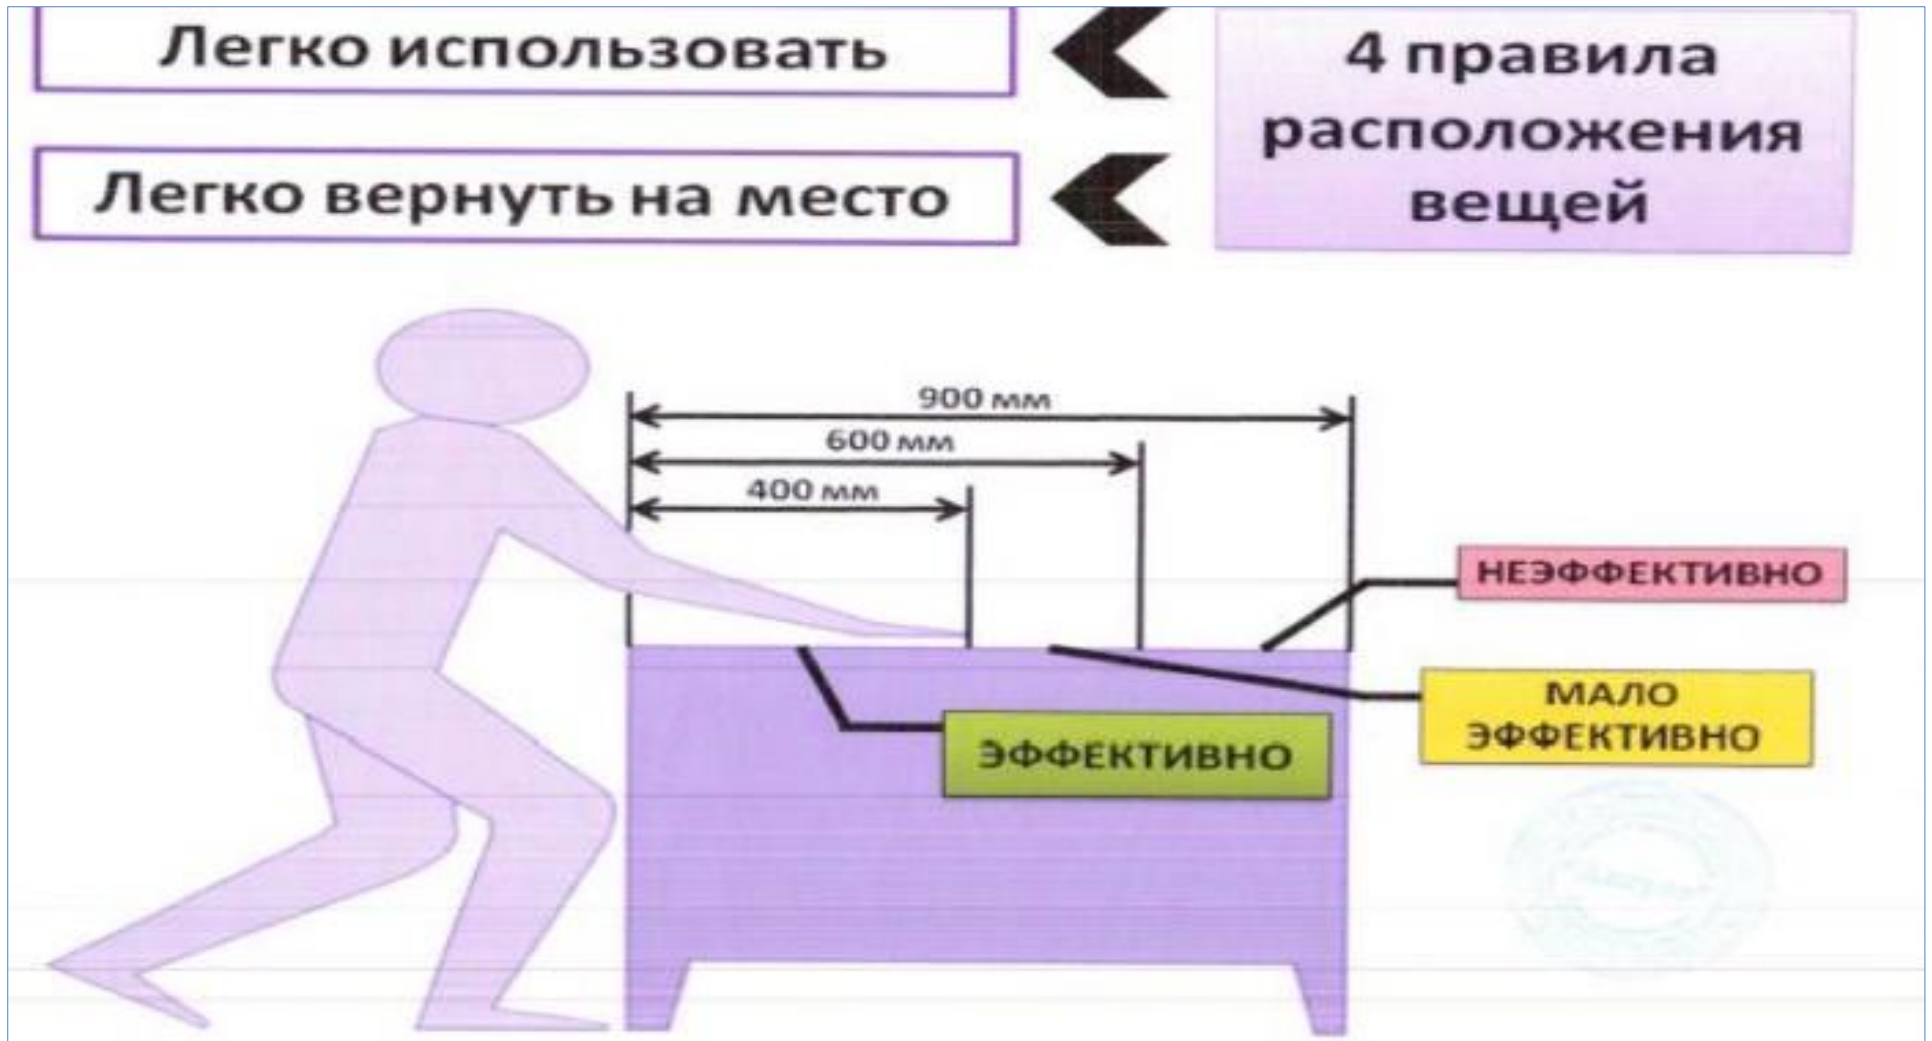 Легко использовать
4 правила
расположения
вещей
Легко вернуть на место
900 мм
600 мм
400 мм
НЕЭФФЕКТИВНО
МАЛО
ЭФФЕКТИВНО
ЭФФЕКТИВНО